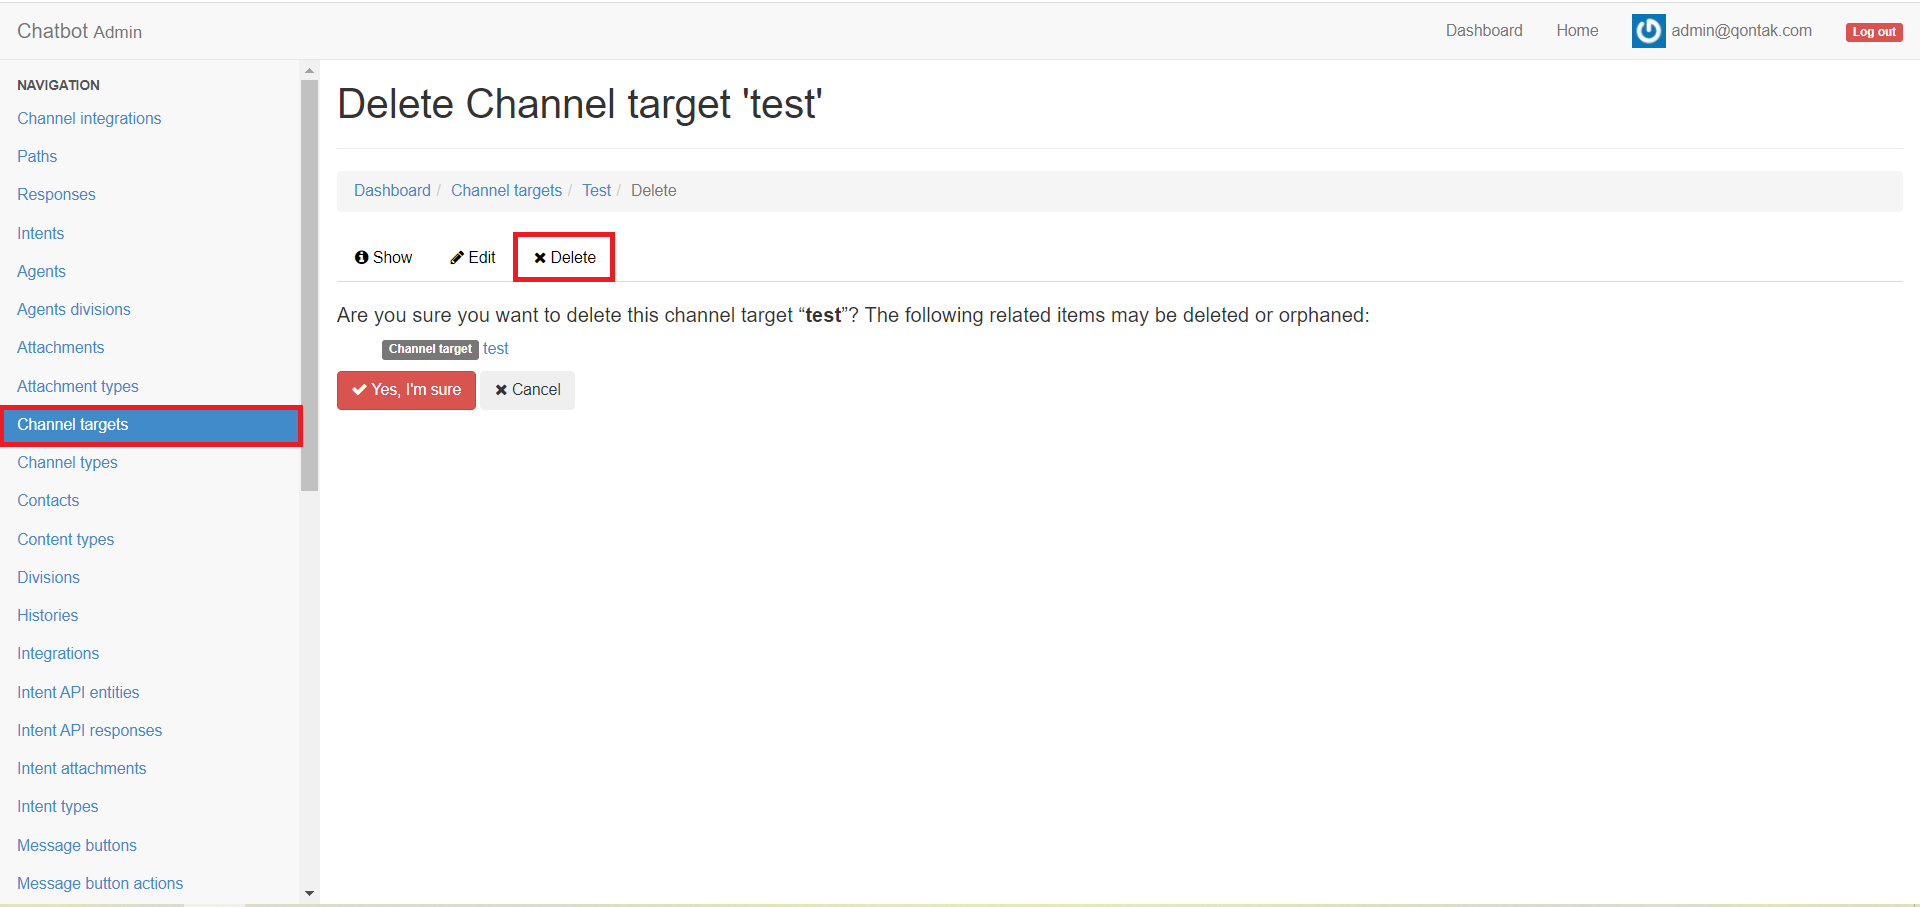 Chatbot Admin
Dashboard
Home
admin@qontak.com
Log out
NAVIGATION
Channel integrations
Paths
Responses
Intents
Agents
Agents divisions
Attachments
Attachment types
Channel targets
Channel types
Contacts
Content types
Divisions
Histories
Integrations
Intent API entities
Intent API responses
Intent attachments
Intent types
Message buttons
Message button actions
Delete Channel target 'test'
Dashboard / Channel targets / Test / Delete
Show
Edit
Delete
Are you sure you want to delete this channel target “test”? The following related items may be deleted or orphaned:
Channel target test
Yes, I'm sure
Cancel